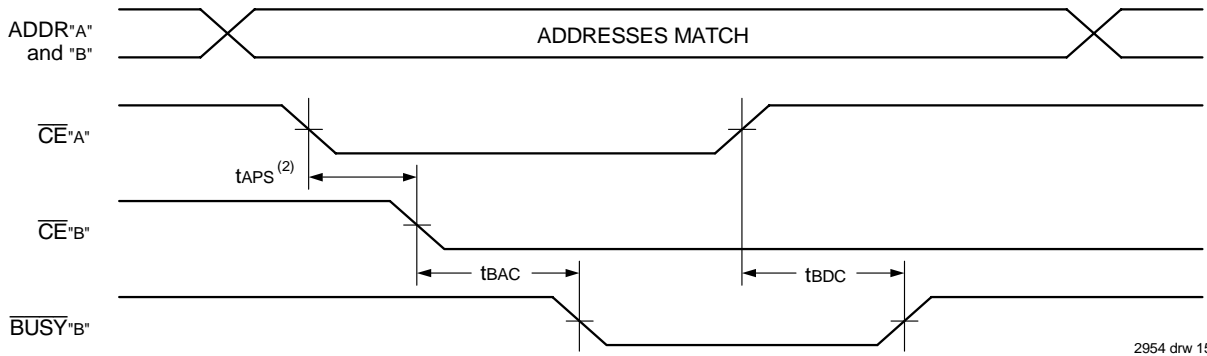 ADDR"A"
and "B"
ADDRESSES MATCH
CE"A"
tAPS (2)
CE"B"
tBAC
tBDC
BUSY"B"
2954 drw 15